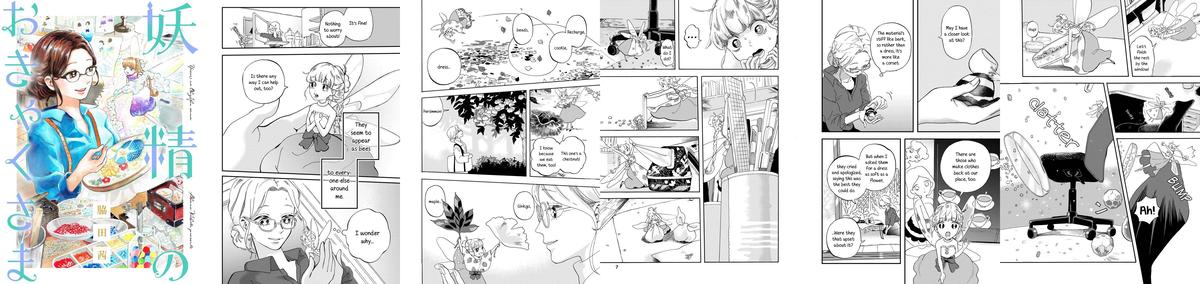 妖精の
おきゃくさま
脇田茜
It's fine!
Nothing
to worry
about!
Is there any
way I can help
out, too?
They
seem to
appear
as bees
to every-
one else
around
me.
I wonder
why...
Recharge,
cookie,
beads,
dress..
This one's a
chestnut!
I know
because
we eat
them, too!
Ginkgo,
maple.
...
What
do I
do?
7
The material's
stiff like bark,
so rather than a
dress, it's
more like
a corset.
May I have
a closer look
at this?
But when I
asked them
for a dress
as soft as a
flower,
they cried
and apologized,
saying this was
the best they
could do.
...Were they
that upset
about it?
There are
those who
make clothes
back at our
place, too.
Let's
finish
the rest
by the
window!
clatter
BUMP
Ah!